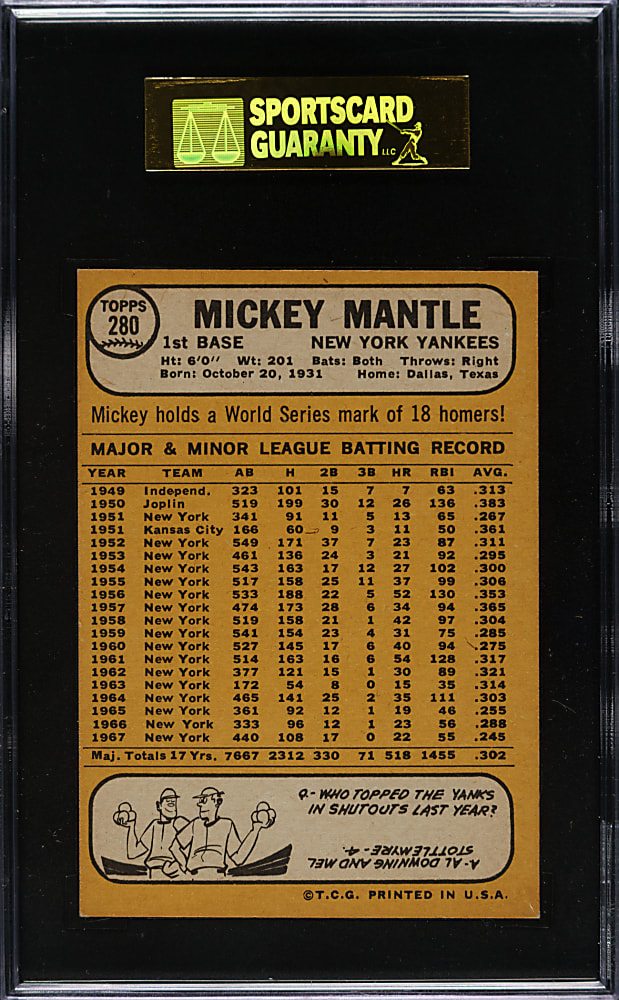 SPORTSCARD
GUARANTY LLC
TOPPS
280
MICKEY MANTLE
1st BASE NEW YORK YANKEES
Ht: 6'0" Wt: 201 Bats: Both Throws: Right
Born: October 20, 1931 Home: Dallas, Texas
Mickey holds a World Series mark of 18 homers!
MAJOR & MINOR LEAGUE BATTING RECORD
YEAR TEAM AB H 2B 3B HR RBI AVG.
1949 Independ. 323 101 15 7 7 63 .313
1950 Joplin 519 199 30 12 26 136 .383
1951 New York 341 91 11 5 13 65 .267
1951 Kansas City 166 60 9 3 11 50 .361
1952 New York 549 171 37 7 23 87 .311
1953 New York 461 136 24 3 21 92 .295
1954 New York 543 163 17 12 27 102 .300
1955 New York 517 158 25 11 37 99 .306
1956 New York 533 188 22 5 52 130 .353
1957 New York 474 173 28 6 34 94 .365
1958 New York 519 158 21 1 42 97 .304
1959 New York 541 154 23 4 31 75 .285
1960 New York 527 145 17 6 40 94 .275
1961 New York 514 163 16 6 54 128 .317
1962 New York 377 121 15 1 30 89 .321
1963 New York 172 54 8 0 15 35 .314
1964 New York 465 141 25 2 35 111 .303
1965 New York 361 92 12 1 19 46 .255
1966 New York 333 96 12 1 23 56 .288
1967 New York 440 108 17 0 22 55 .245
Maj. Totals 17 Yrs. 7667 2312 330 71 518 1455 .302
Q- WHO TOPPED THE YANKS
IN SHUTOUTS LAST YEAR?
A- AL DOWNING AND MEL
STOTTLEMYRE - 4.
©T.C.G. PRINTED IN U.S.A.